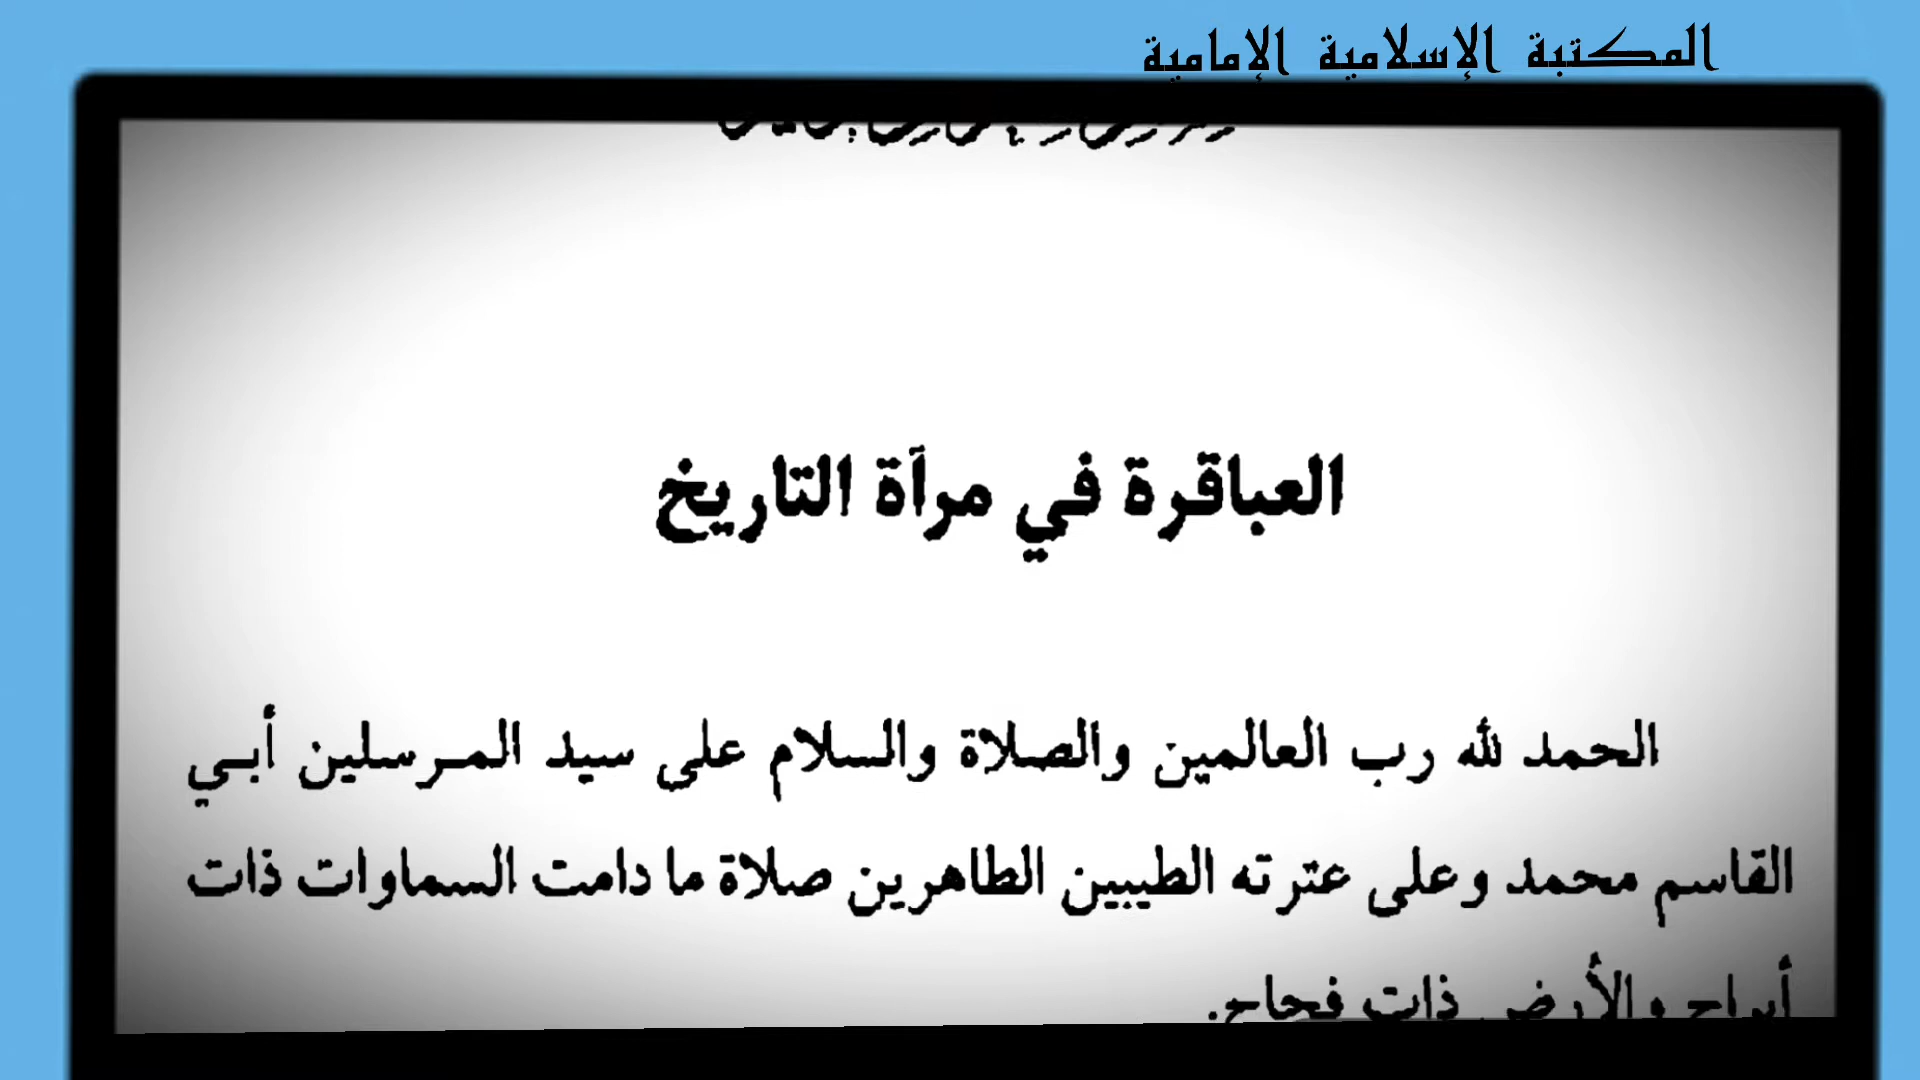 المكتبة الإسلامية الإمامية
العباقرة في مرآة التاريخ
الحمد لله رب العالمين والصلاة والسلام على سيد المرسلين أبي
القاسم محمد وعلى عترته الطيبين الطاهرين صلاة ما دامت السماوات ذات
أبراج والأرض ذات فجاج.